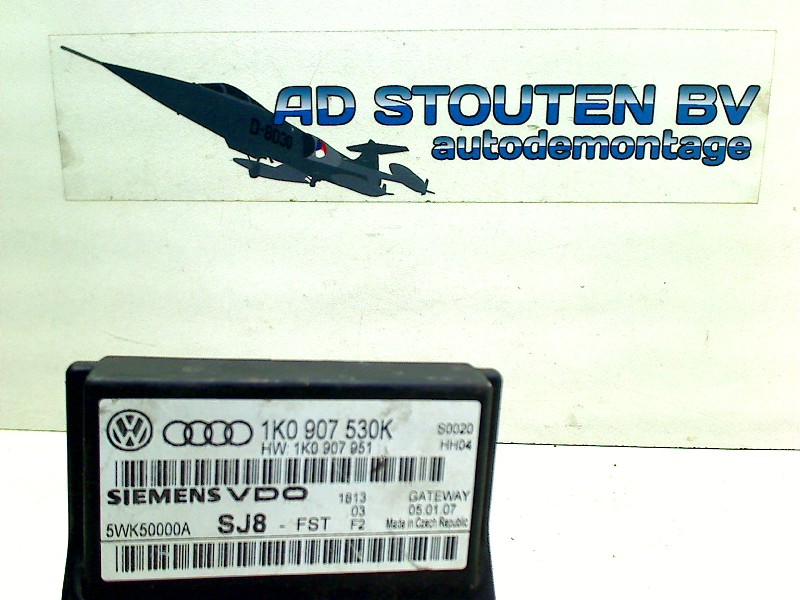 AD STOUTEN BV
autodemontage
D-8030
1K0 907 530K S0020
HW: 1K0 907 951 HH04
SIEMENS VDO 1813 GATEWAY
03 05.01.07
5WK50000A SJ8 - FST F2 Made in Czech Republic